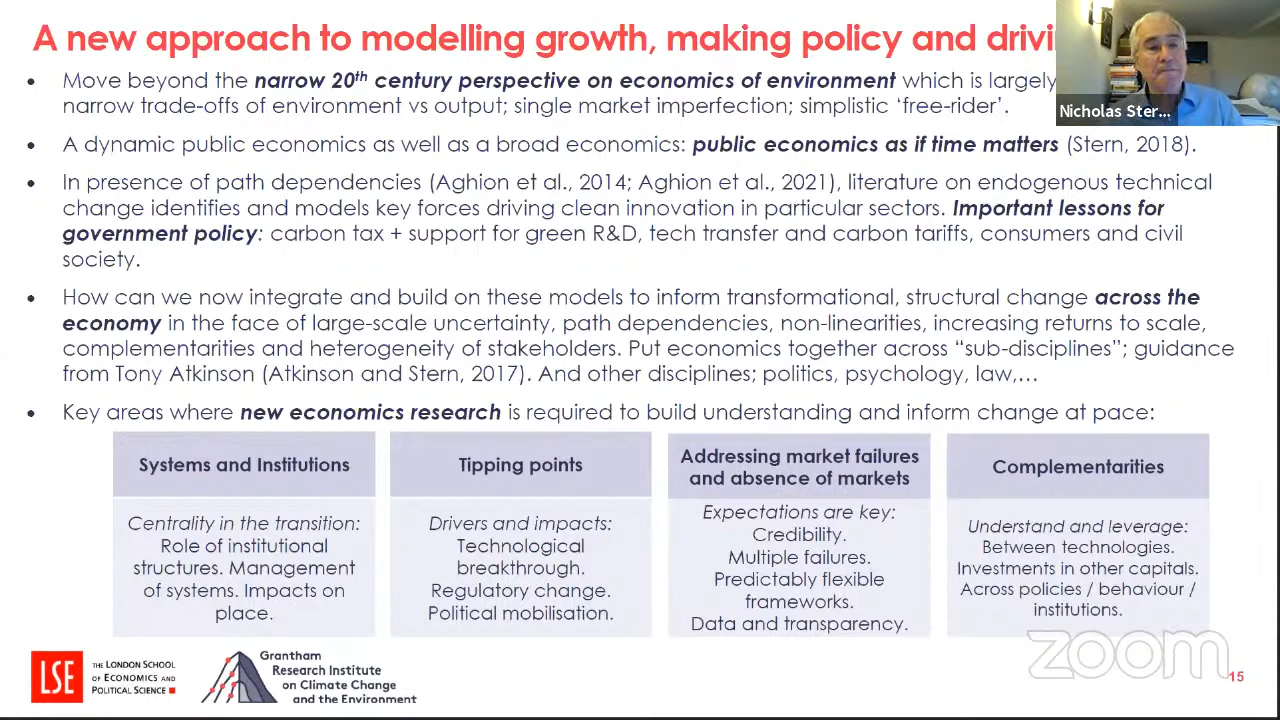 A new approach to modelling growth, making policy and drivi
• Move beyond the narrow 20th century perspective on economics of environment which is largely
narrow trade-offs of environment vs output; single market imperfection; simplistic ‘free-rider’.
• A dynamic public economics as well as a broad economics: public economics as if time matters (Stern, 2018).
• In presence of path dependencies (Aghion et al., 2014; Aghion et al., 2021), literature on endogenous technical
change identifies and models key forces driving clean innovation in particular sectors. Important lessons for
government policy: carbon tax + support for green R&D, tech transfer and carbon tariffs, consumers and civil
society.
• How can we now integrate and build on these models to inform transformational, structural change across the
economy in the face of large-scale uncertainty, path dependencies, non-linearities, increasing returns to scale,
complementarities and heterogeneity of stakeholders. Put economics together across “sub-disciplines”; guidance
from Tony Atkinson (Atkinson and Stern, 2017). And other disciplines; politics, psychology, law,…
• Key areas where new economics research is required to build understanding and inform change at pace:
Systems and Institutions
Centrality in the transition:
Role of institutional
structures. Management
of systems. Impacts on
place.
Tipping points
Drivers and impacts:
Technological
breakthrough.
Regulatory change.
Political mobilisation.
Addressing market failures
and absence of markets
Expectations are key:
Credibility.
Multiple failures.
Predictably flexible
frameworks.
Data and transparency.
Complementarities
Understand and leverage:
Between technologies.
Investments in other capitals.
Across policies / behaviour /
institutions.
Nicholas Ster...
LSE
THE LONDON SCHOOL
OF ECONOMICS AND
POLITICAL SCIENCE
Grantham
Research Institute
on Climate Change
and the Environment
zoom
15